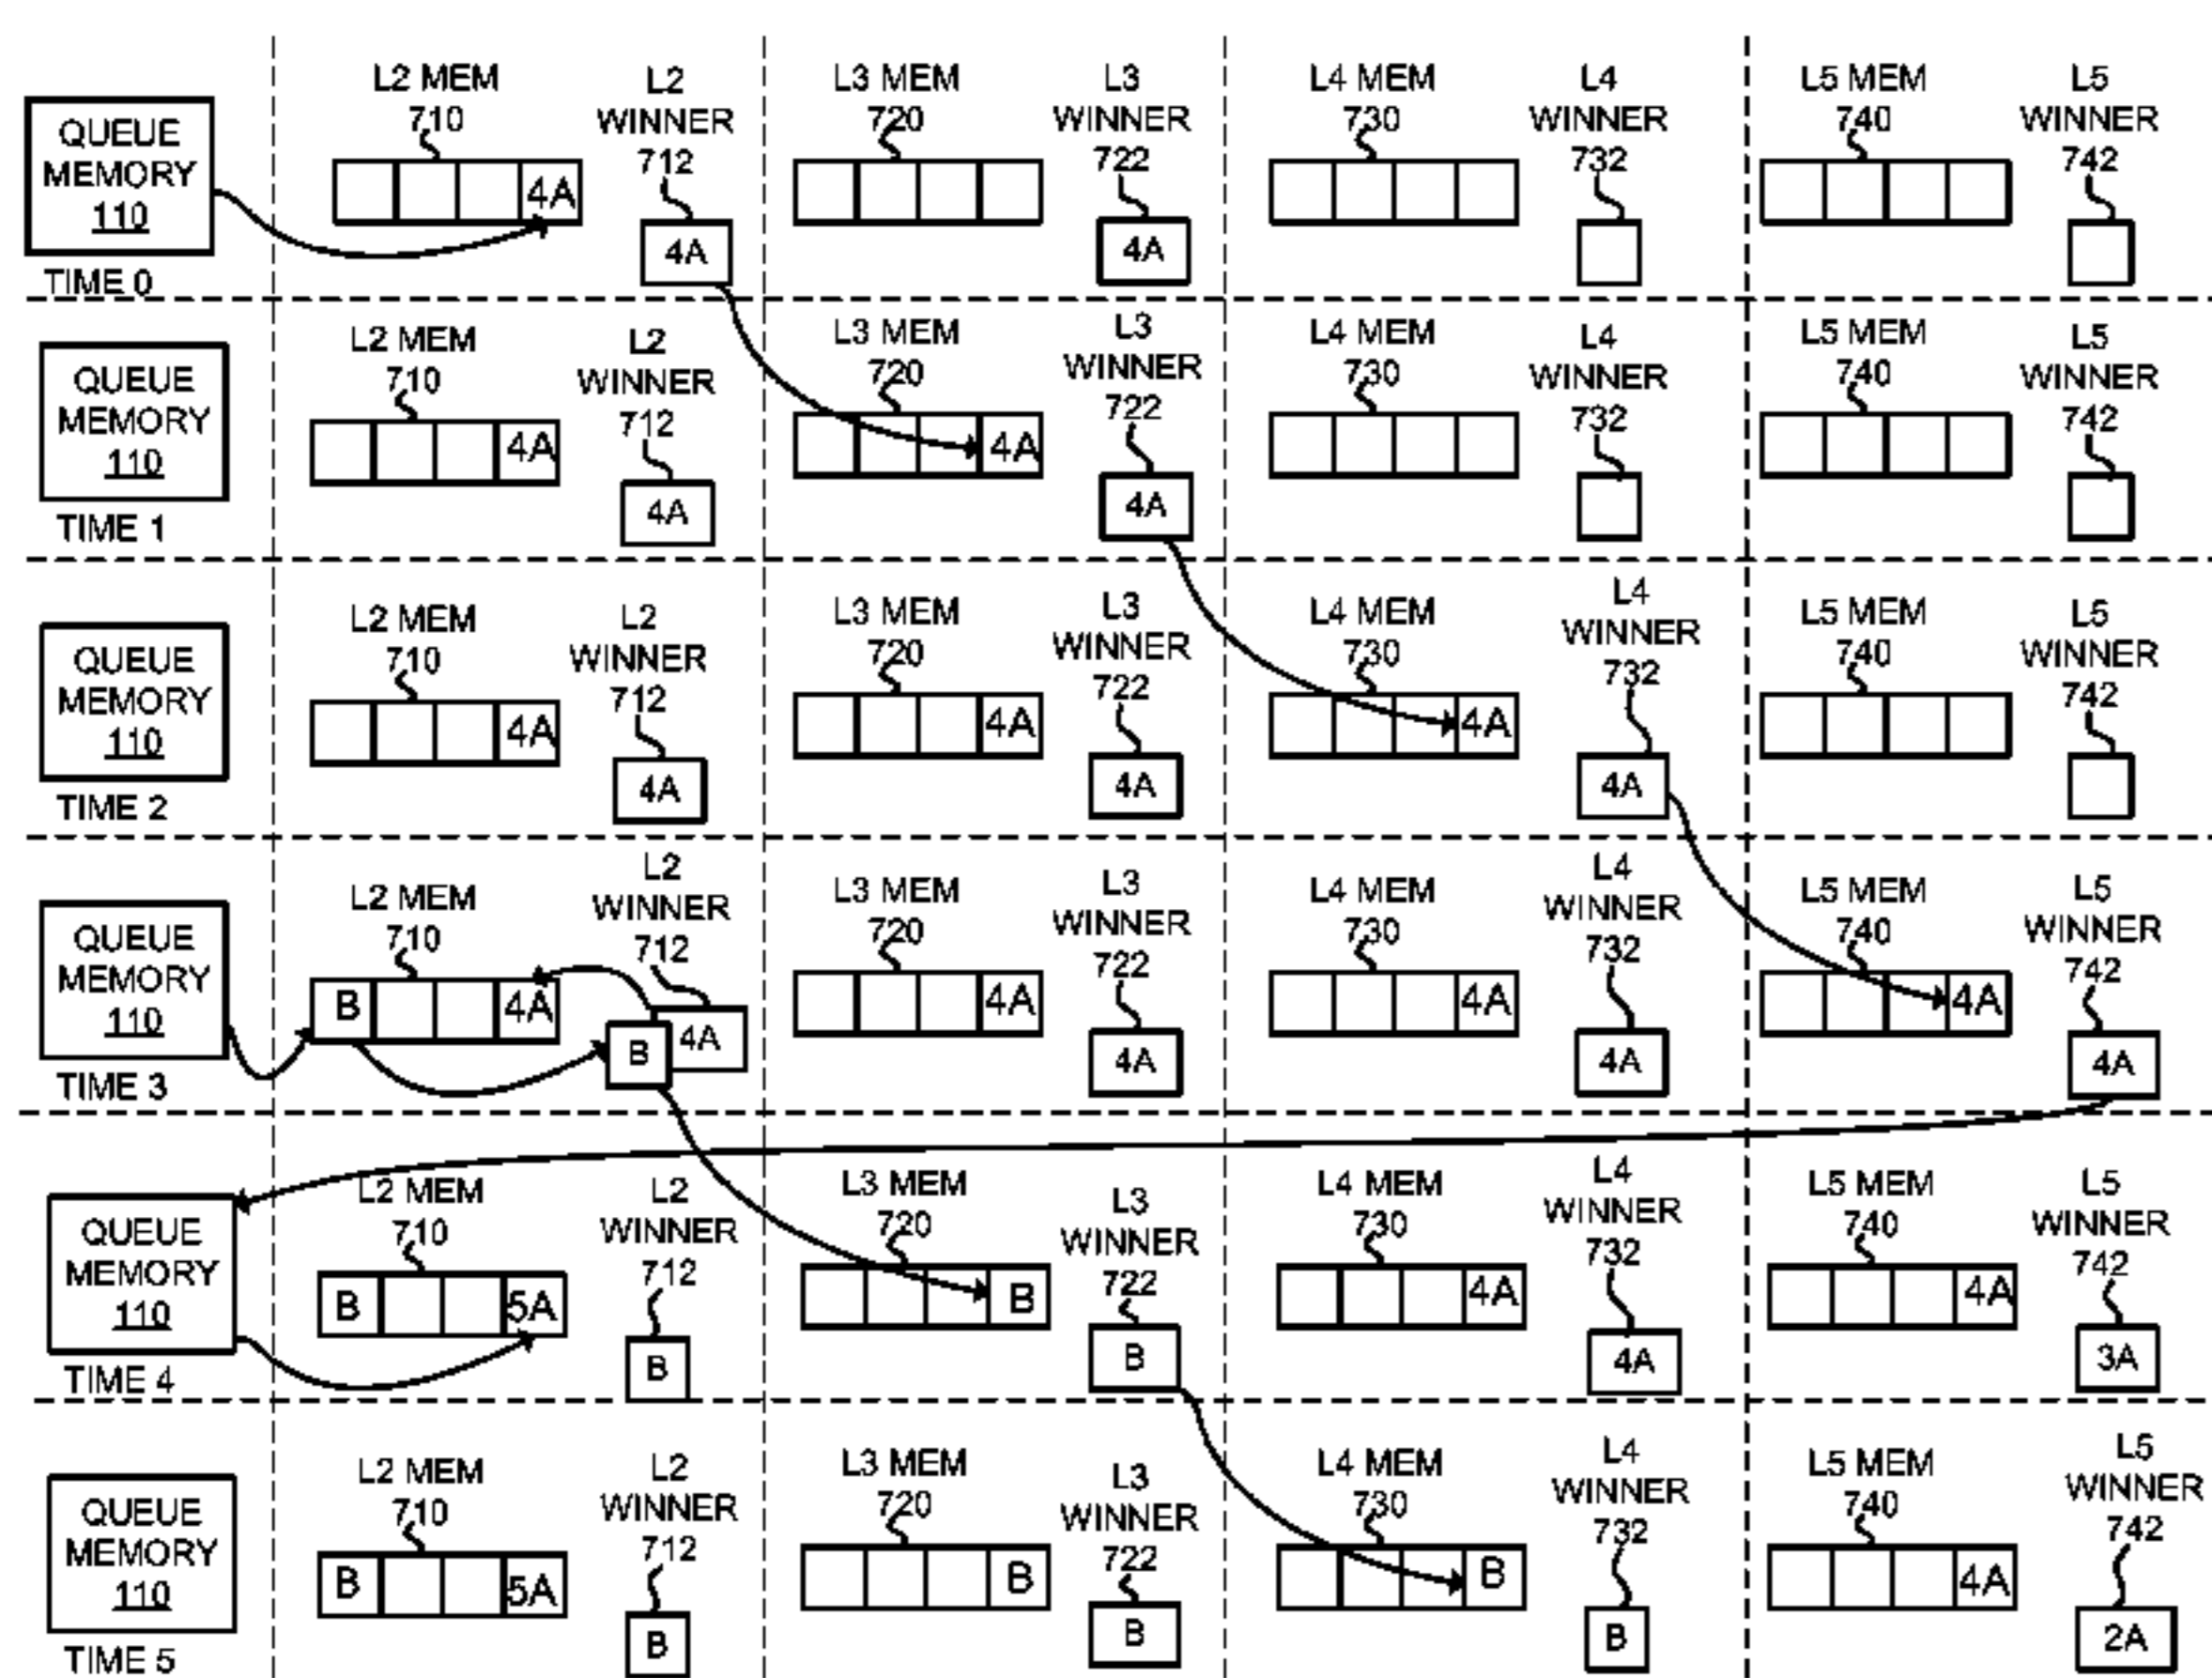 QUEUE
MEMORY
110
TIME 0
L2 MEM
710
4A
L2
WINNER
712
4A
L3 MEM
720
L3
WINNER
722
4A
L4 MEM
730
L4
WINNER
732
L5 MEM
740
L5
WINNER
742
QUEUE
MEMORY
110
TIME 1
L2 MEM
710
4A
L2
WINNER
712
4A
L3 MEM
720
4A
L3
WINNER
722
4A
L4 MEM
730
L4
WINNER
732
L5 MEM
740
L5
WINNER
742
QUEUE
MEMORY
110
TIME 2
L2 MEM
710
4A
L2
WINNER
712
4A
L3 MEM
720
4A
L3
WINNER
722
4A
L4 MEM
730
4A
L4
WINNER
732
4A
L5 MEM
740
L5
WINNER
742
QUEUE
MEMORY
110
TIME 3
L2 MEM
710
B 4A
L2
WINNER
712
4A
B
L3 MEM
720
4A
L3
WINNER
722
4A
L4 MEM
730
4A
L4
WINNER
732
4A
L5 MEM
740
4A
L5
WINNER
742
4A
QUEUE
MEMORY
110
TIME 4
L2 MEM
710
B 5A
L2
WINNER
712
B
L3 MEM
720
B
L3
WINNER
722
B
L4 MEM
730
4A
L4
WINNER
732
4A
L5 MEM
740
4A
L5
WINNER
742
3A
QUEUE
MEMORY
110
TIME 5
L2 MEM
710
B 5A
L2
WINNER
712
B
L3 MEM
720
B
L3
WINNER
722
B
L4 MEM
730
B
L4
WINNER
732
B
L5 MEM
740
4A
L5
WINNER
742
2A